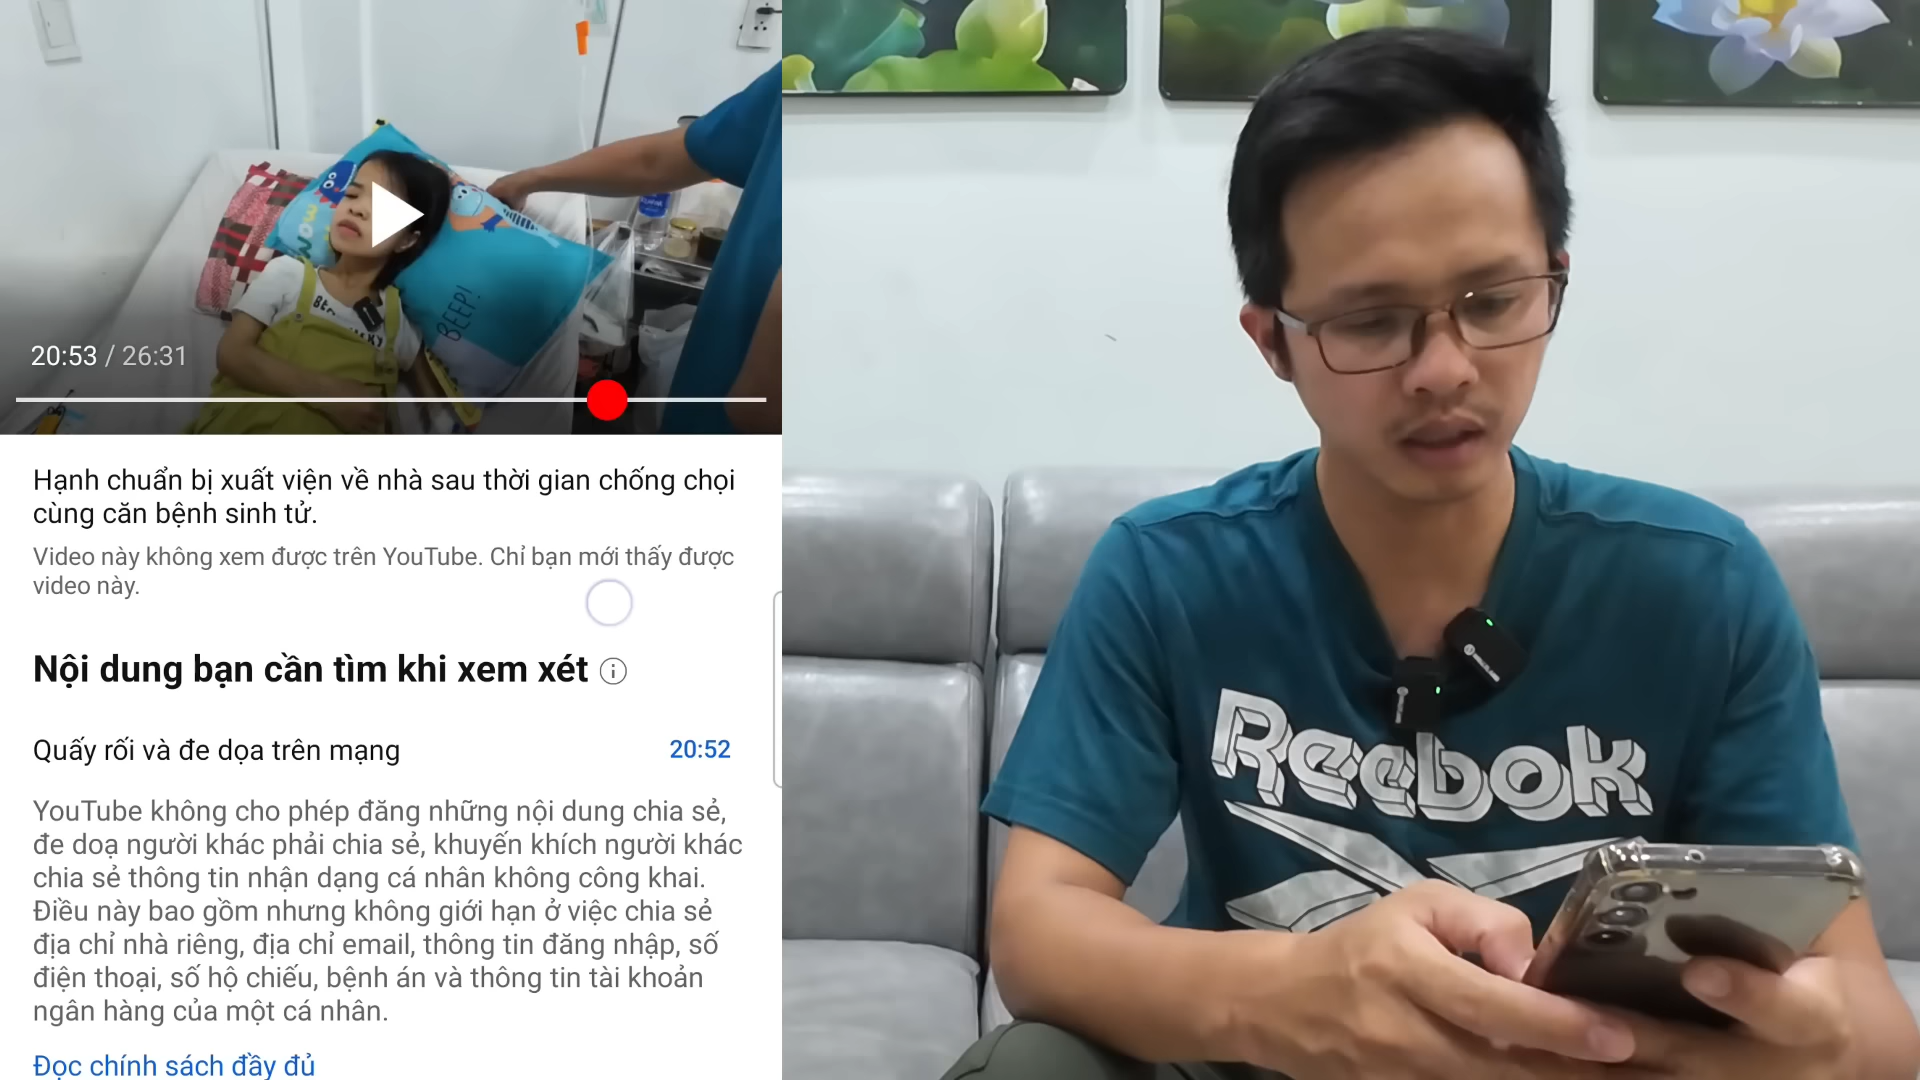 WOW
BEEP!
20:53 / 26:31
Hạnh chuẩn bị xuất viện về nhà sau thời gian chống chọi
cùng căn bệnh sinh tử.
Video này không xem được trên YouTube. Chỉ bạn mới thấy được
video này.
Nội dung bạn cần tìm khi xem xét
Quấy rối và đe dọa trên mạng 20:52
YouTube không cho phép đăng những nội dung chia sẻ,
đe doạ người khác phải chia sẻ, khuyến khích người khác
chia sẻ thông tin nhận dạng cá nhân không công khai.
Điều này bao gồm nhưng không giới hạn ở việc chia sẻ
địa chỉ nhà riêng, địa chỉ email, thông tin đăng nhập, số
điện thoại, số hộ chiếu, bệnh án và thông tin tài khoản
ngân hàng của một cá nhân.
Đọc chính sách đầy đủ
Reebok